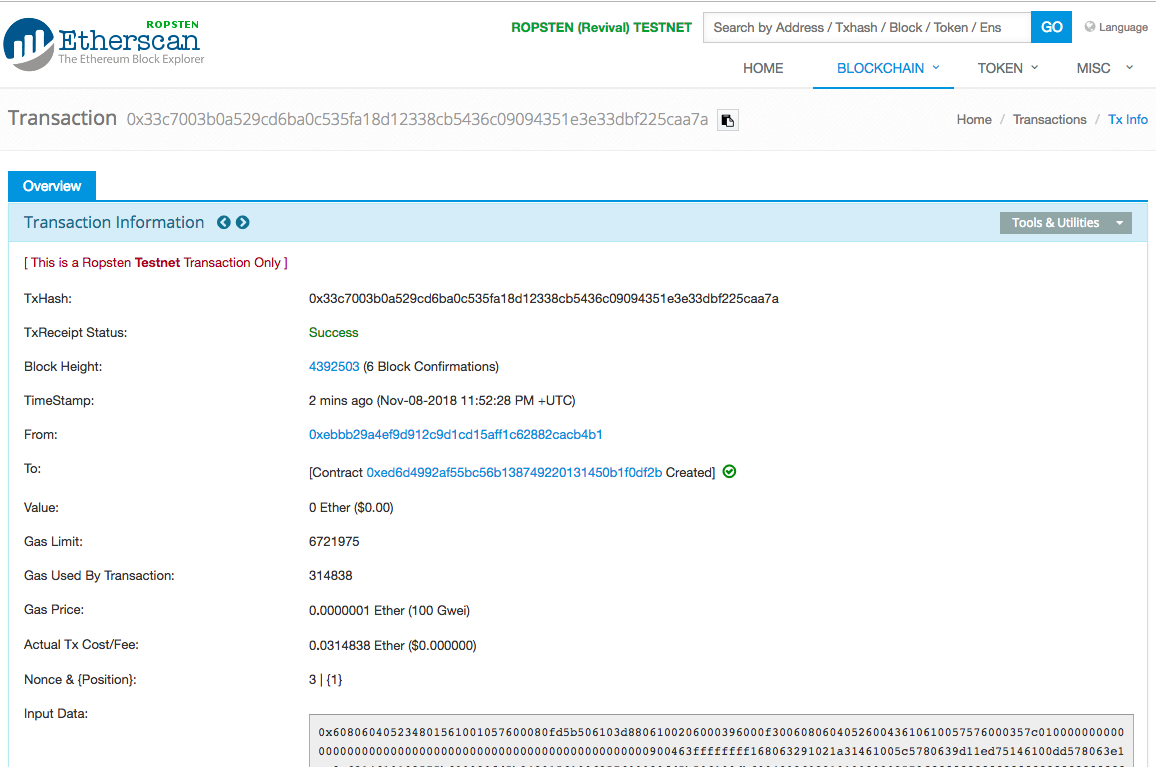 ROPSTEN
Etherscan
The Ethereum Block Explorer
ROPSTEN (Revival) TESTNET
Search by Address / Txhash / Block / Token / Ens
GO
Language
HOME
BLOCKCHAIN
TOKEN
MISC
Transaction 0x33c7003b0a529cd6ba0c535fa18d12338cb5436c09094351e3e33dbf225caa7a
Home / Transactions / Tx Info
Overview
Transaction Information
Tools & Utilities
[ This is a Ropsten Testnet Transaction Only ]
TxHash: 0x33c7003b0a529cd6ba0c535fa18d12338cb5436c09094351e3e33dbf225caa7a
TxReceipt Status: Success
Block Height: 4392503 (6 Block Confirmations)
TimeStamp: 2 mins ago (Nov-08-2018 11:52:28 PM +UTC)
From: 0xebbb29a4ef9d912c9d1cd15aff1c62882cacb4b1
To: [Contract 0xed6d4992af55bc56b138749220131450b1f0df2b Created]
Value: 0 Ether ($0.00)
Gas Limit: 6721975
Gas Used By Transaction: 314838
Gas Price: 0.0000001 Ether (100 Gwei)
Actual Tx Cost/Fee: 0.0314838 Ether ($0.000000)
Nonce & {Position}: 3 | {1}
Input Data:
0x608060405234801561001057600080fd5b506103d8806100206000396000f300608060405260043610610057576000357c0100000000000